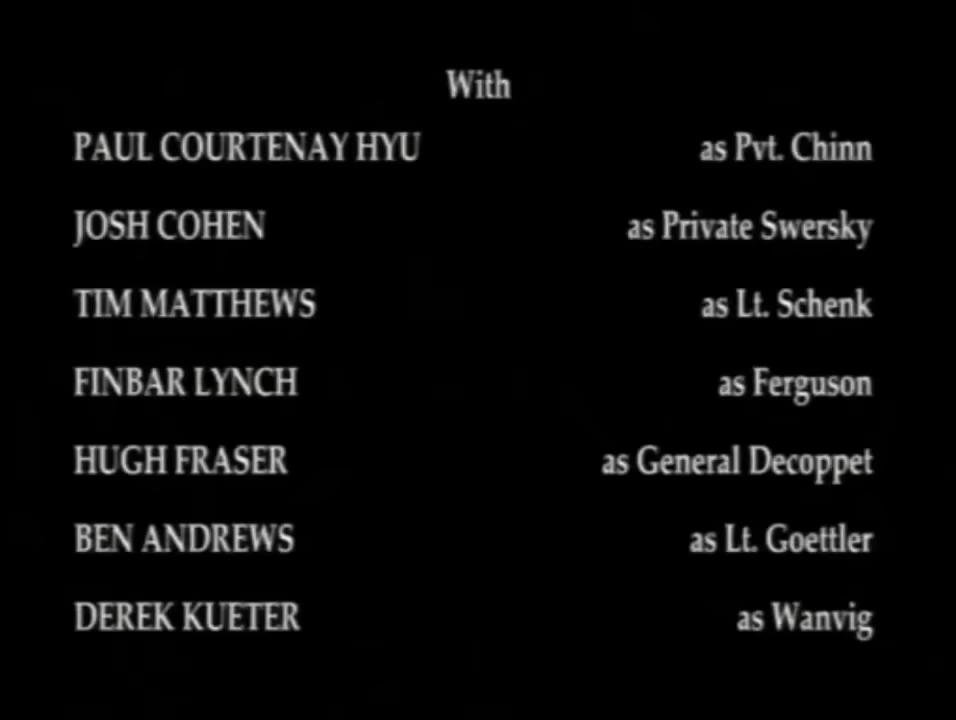 With
PAUL COURTENAY HYU as Pvt. Chinn
JOSH COHEN as Private Swersky
TIM MATTHEWS as Lt. Schenk
FINBAR LYNCH as Ferguson
HUGH FRASER as General Decoppet
BEN ANDREWS as Lt. Goettler
DEREK KUETER as Wanvig